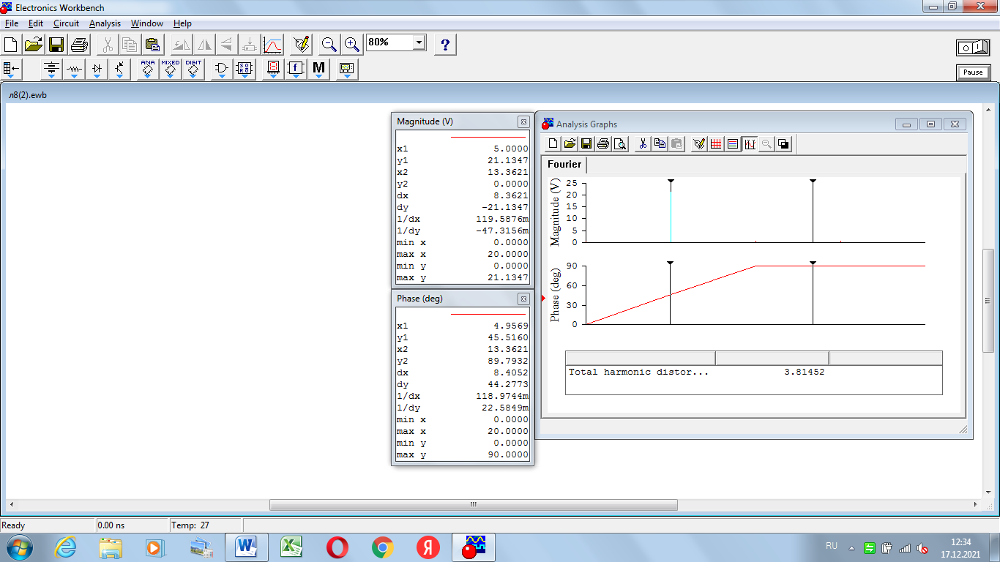 Electronics Workbench
File Edit Circuit Analysis Window Help
80%
?
ANA MIXED DIGIT
f M
Pause
л8(2).ewb
Magnitude (V)
x1 5.0000
y1 21.1347
x2 13.3621
y2 0.0000
dx 8.3621
dy -21.1347
1/dx 119.5876m
1/dy -47.3156m
min x 0.0000
max x 20.0000
min y 0.0000
max y 21.1347
Phase (deg)
x1 4.9569
y1 45.5160
x2 13.3621
y2 89.7932
dx 8.4052
dy 44.2773
1/dx 118.9744m
1/dy 22.5849m
min x 0.0000
max x 20.0000
min y 0.0000
max y 90.0000
Analysis Graphs
Fourier
Magnitude (V)
25
20
15
10
5
0
Phase (deg)
90
60
30
0
Total harmonic distor... 3.81452
Ready 0.00 ns Temp: 27
RU
12:34
17.12.2021